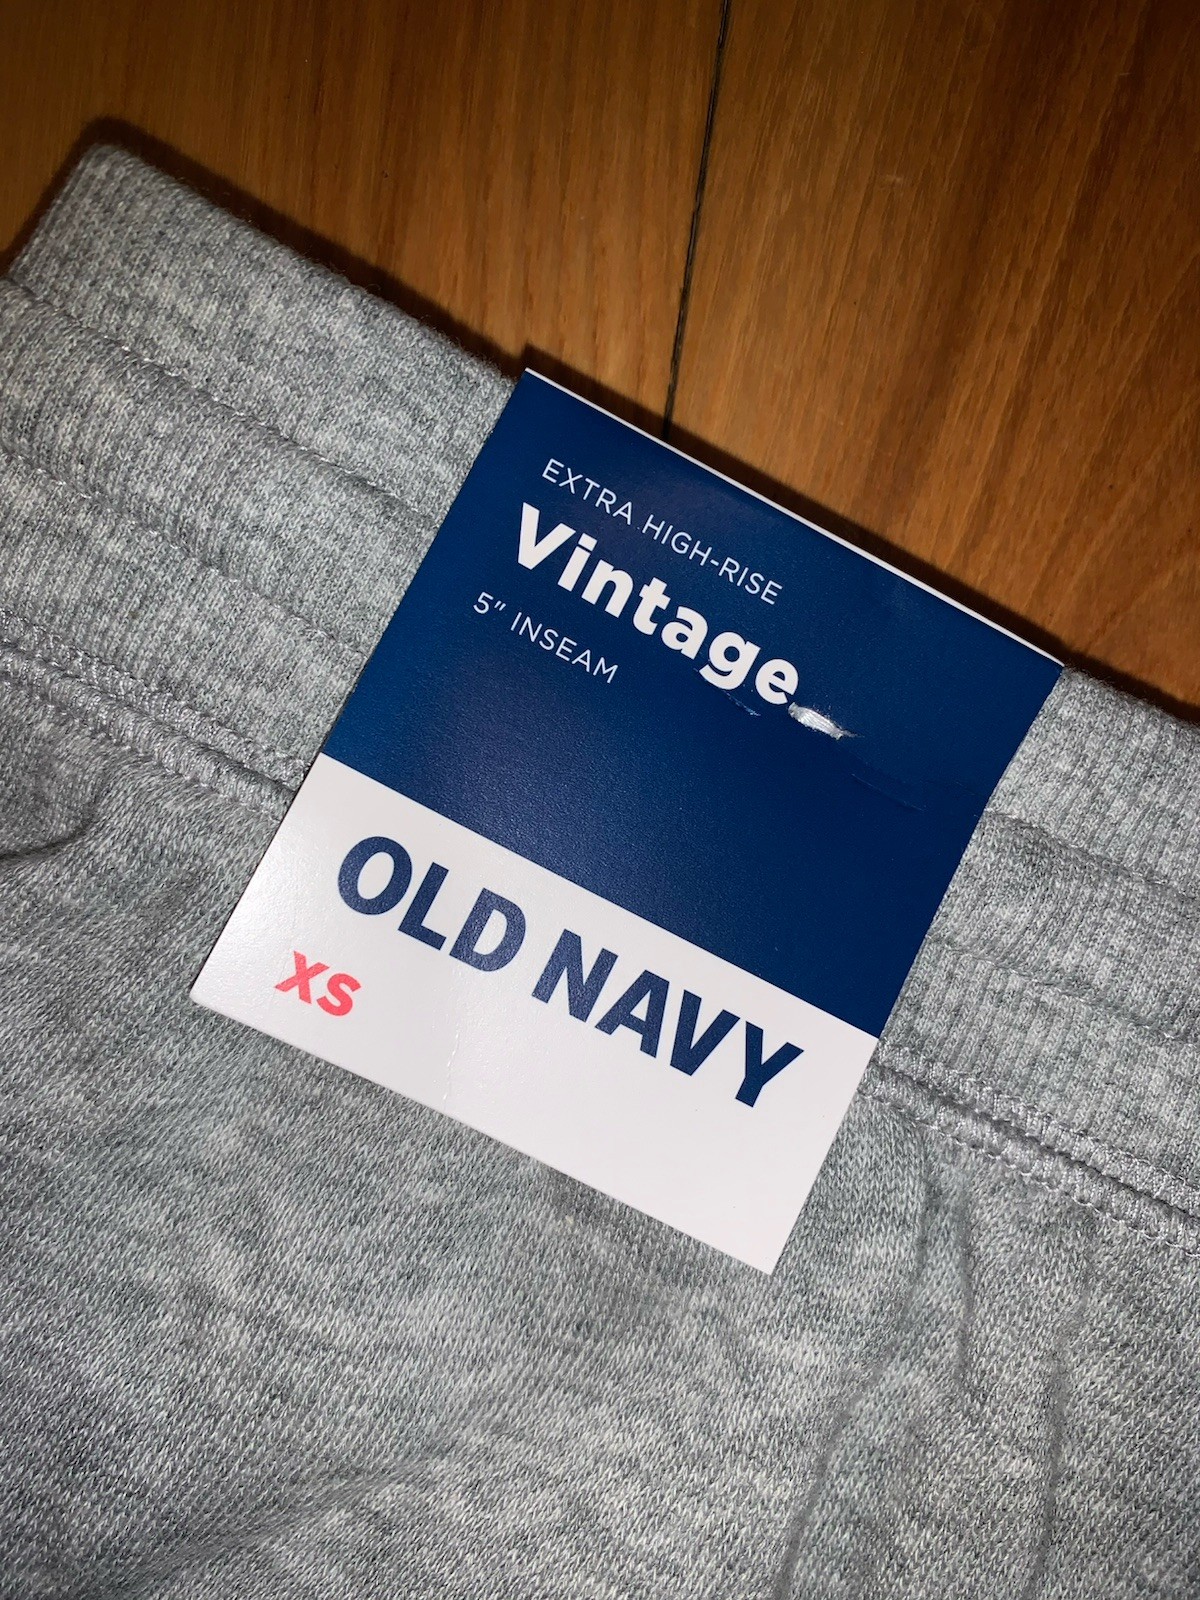 EXTRA HIGH-RISE
Vintage
5" INSEAM
OLD NAVY
XS